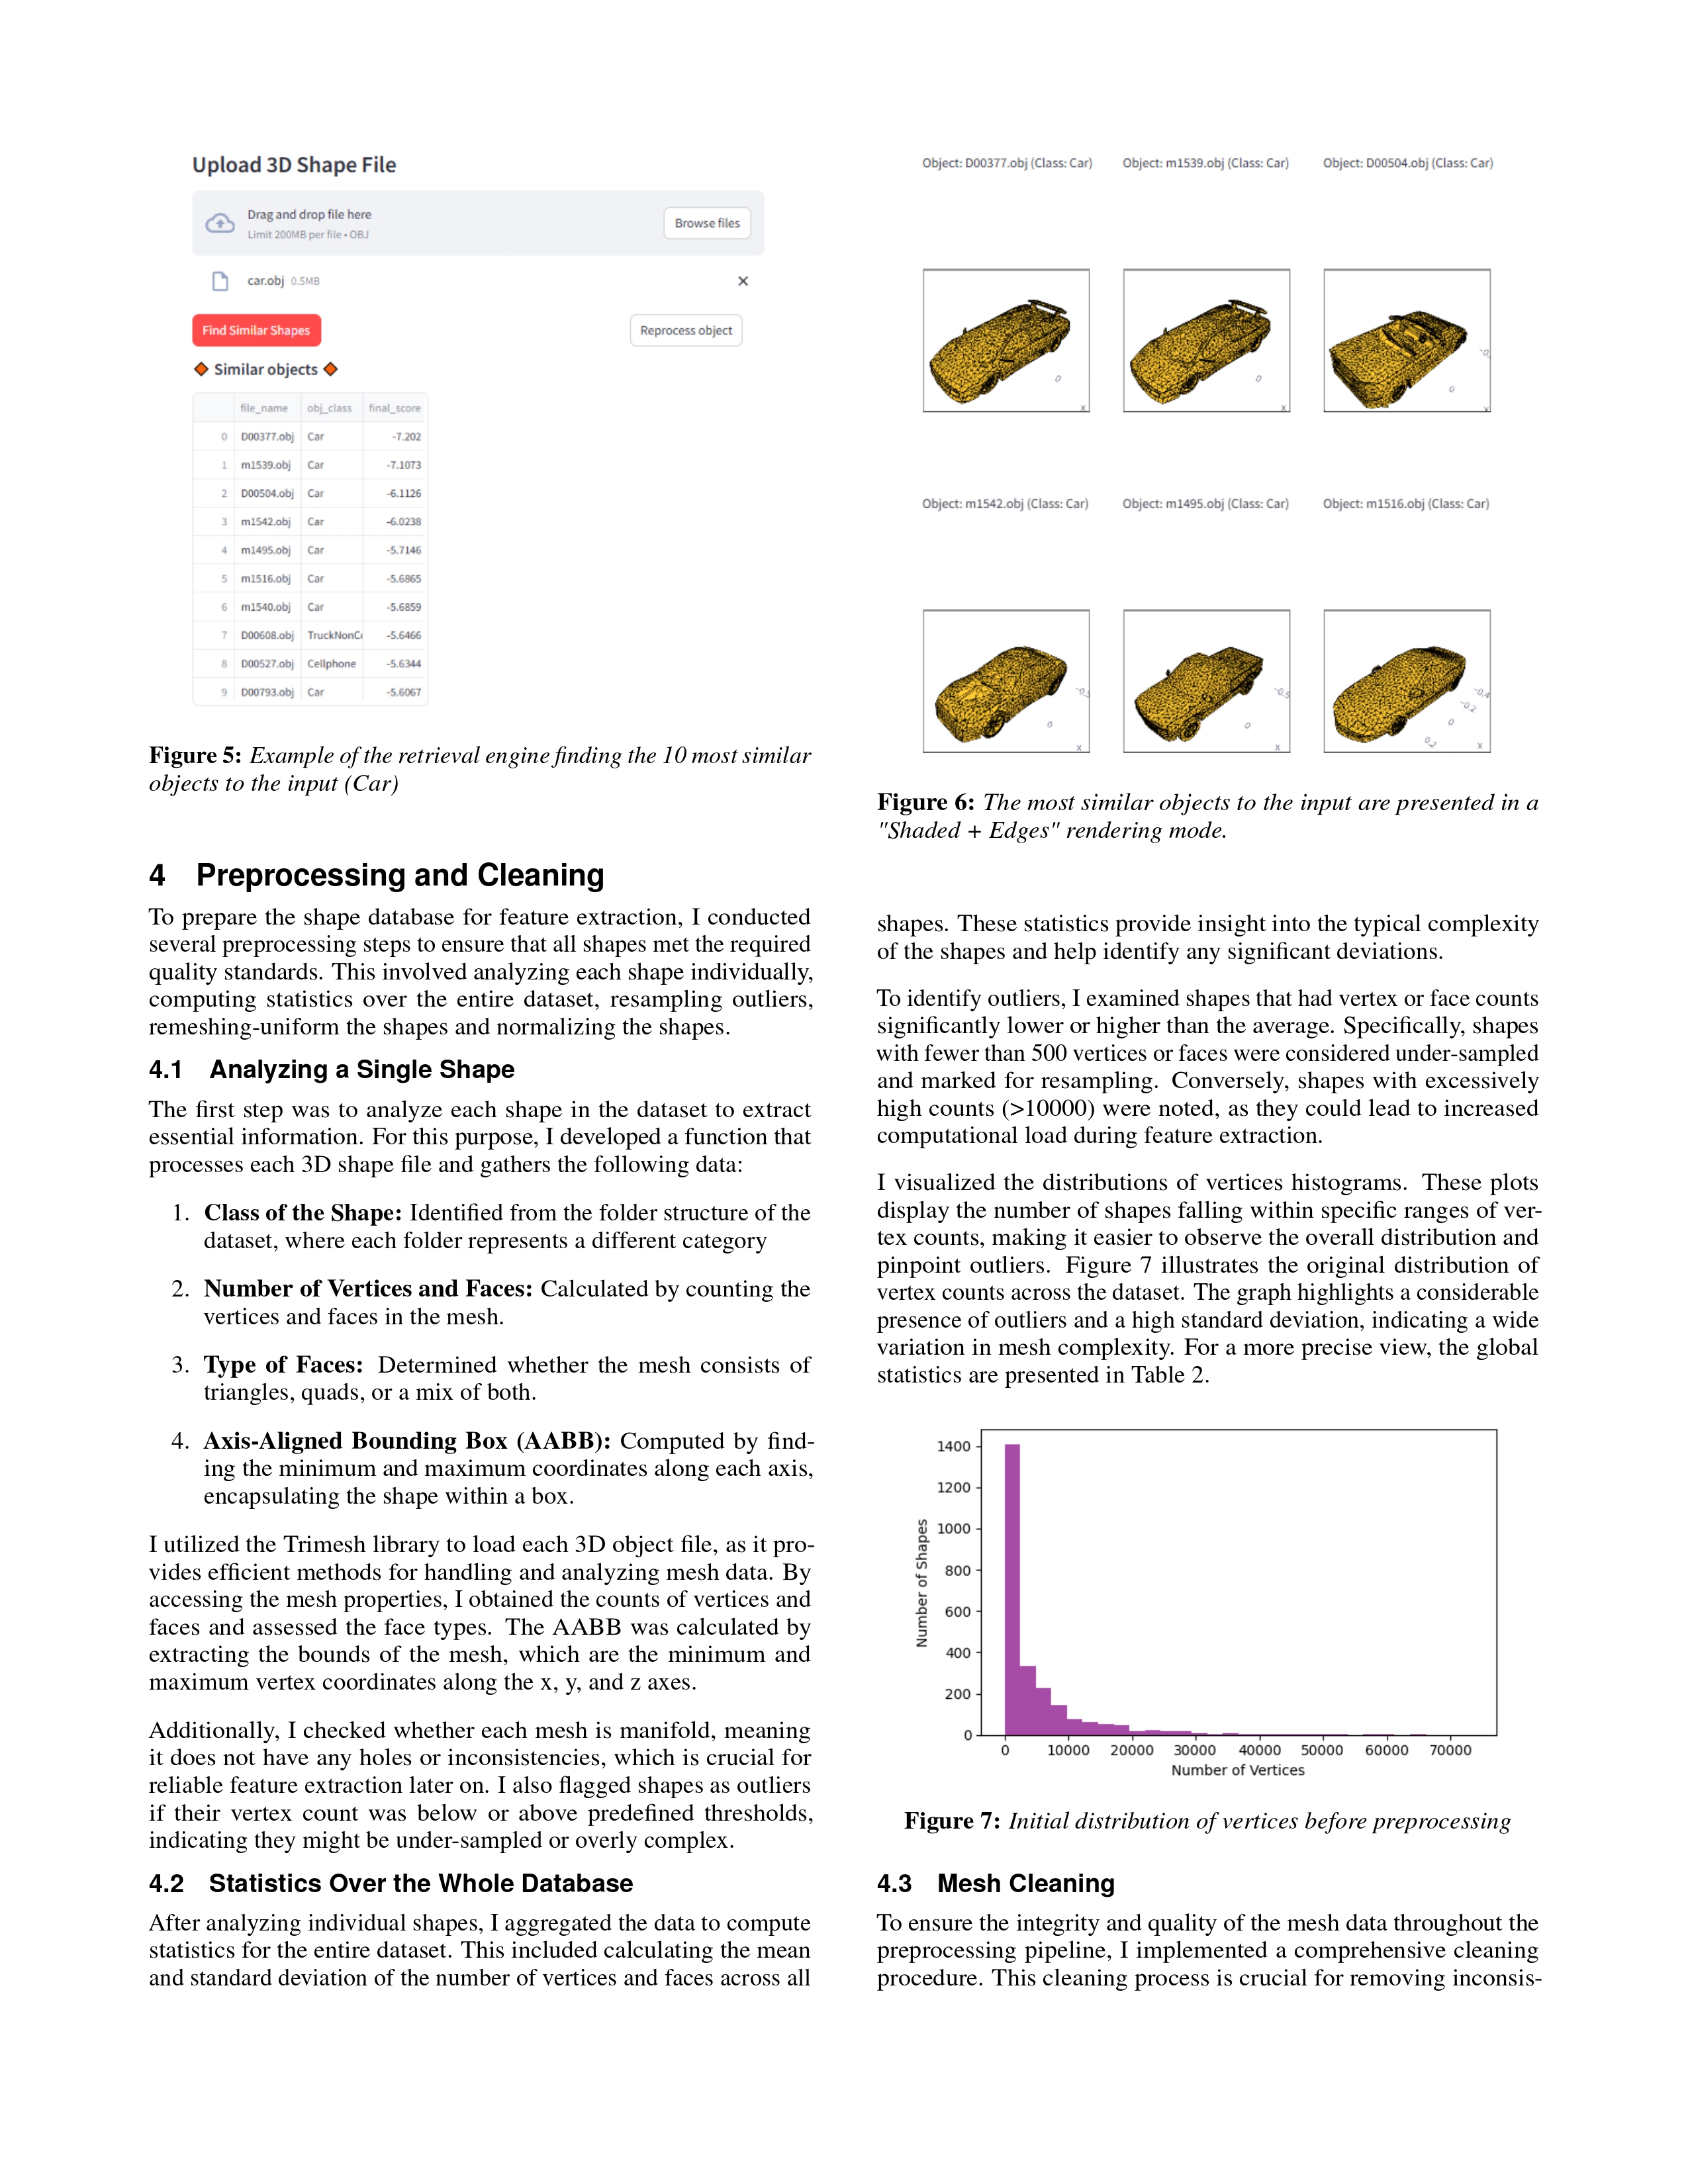 Upload 3D Shape File
Drag and drop file here
Limit 200MB per file • OBJ
Browse files
car.obj 0.5MB
Find Similar Shapes
Reprocess object
Similar objects
file_name obj_class final_score
0 D00377.obj Car -7.202
1 m1539.obj Car -7.1073
2 D00504.obj Car -6.1126
3 m1542.obj Car -6.0238
4 m1495.obj Car -5.7146
5 m1516.obj Car -5.6865
6 m1540.obj Car -5.6859
7 D00608.obj TruckNonC -5.6466
8 D00527.obj Cellphone -5.6344
9 D00793.obj Car -5.6067
Figure 5: Example of the retrieval engine finding the 10 most similar
objects to the input (Car)
4 Preprocessing and Cleaning
To prepare the shape database for feature extraction, I conducted
several preprocessing steps to ensure that all shapes met the required
quality standards. This involved analyzing each shape individually,
computing statistics over the entire dataset, resampling outliers,
remeshing-uniform the shapes and normalizing the shapes.
4.1 Analyzing a Single Shape
The first step was to analyze each shape in the dataset to extract
essential information. For this purpose, I developed a function that
processes each 3D shape file and gathers the following data:
1. Class of the Shape: Identified from the folder structure of the
dataset, where each folder represents a different category
2. Number of Vertices and Faces: Calculated by counting the
vertices and faces in the mesh.
3. Type of Faces: Determined whether the mesh consists of
triangles, quads, or a mix of both.
4. Axis-Aligned Bounding Box (AABB): Computed by find-
ing the minimum and maximum coordinates along each axis,
encapsulating the shape within a box.
I utilized the Trimesh library to load each 3D object file, as it pro-
vides efficient methods for handling and analyzing mesh data. By
accessing the mesh properties, I obtained the counts of vertices and
faces and assessed the face types. The AABB was calculated by
extracting the bounds of the mesh, which are the minimum and
maximum vertex coordinates along the x, y, and z axes.
Additionally, I checked whether each mesh is manifold, meaning
it does not have any holes or inconsistencies, which is crucial for
reliable feature extraction later on. I also flagged shapes as outliers
if their vertex count was below or above predefined thresholds,
indicating they might be under-sampled or overly complex.
4.2 Statistics Over the Whole Database
After analyzing individual shapes, I aggregated the data to compute
statistics for the entire dataset. This included calculating the mean
and standard deviation of the number of vertices and faces across all
Object: D00377.obj (Class: Car) Object: m1539.obj (Class: Car) Object: D00504.obj (Class: Car)
0 x 0 x 0 x
Object: m1542.obj (Class: Car) Object: m1495.obj (Class: Car) Object: m1516.obj (Class: Car)
-0.5 0 x -0.5 0 x -0.4 -0.2 0 0.2 x
Figure 6: The most similar objects to the input are presented in a
"Shaded + Edges" rendering mode.
shapes. These statistics provide insight into the typical complexity
of the shapes and help identify any significant deviations.
To identify outliers, I examined shapes that had vertex or face counts
significantly lower or higher than the average. Specifically, shapes
with fewer than 500 vertices or faces were considered under-sampled
and marked for resampling. Conversely, shapes with excessively
high counts (>10000) were noted, as they could lead to increased
computational load during feature extraction.
I visualized the distributions of vertices histograms. These plots
display the number of shapes falling within specific ranges of ver-
tex counts, making it easier to observe the overall distribution and
pinpoint outliers. Figure 7 illustrates the original distribution of
vertex counts across the dataset. The graph highlights a considerable
presence of outliers and a high standard deviation, indicating a wide
variation in mesh complexity. For a more precise view, the global
statistics are presented in Table 2.
Number of Shapes
1400
1200
1000
800
600
400
200
0
0 10000 20000 30000 40000 50000 60000 70000
Number of Vertices
Figure 7: Initial distribution of vertices before preprocessing
4.3 Mesh Cleaning
To ensure the integrity and quality of the mesh data throughout the
preprocessing pipeline, I implemented a comprehensive cleaning
procedure. This cleaning process is crucial for removing inconsis-